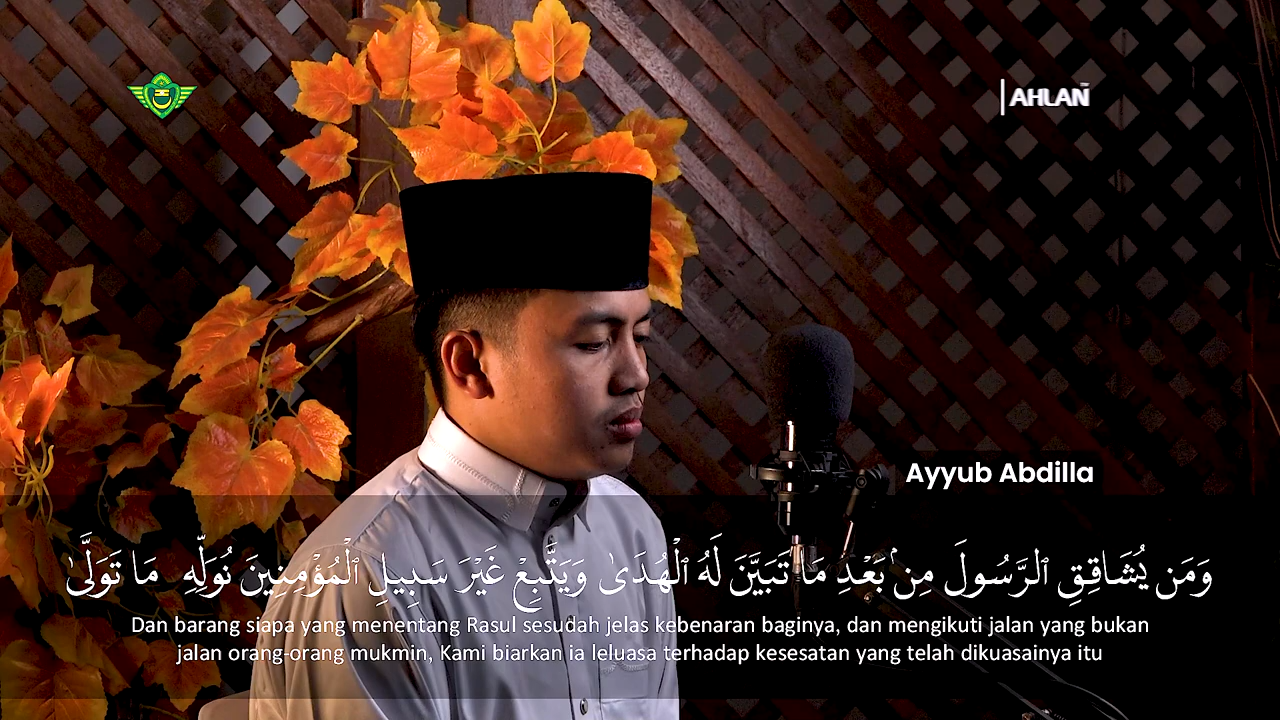 AHLAN™
Ayyub Abdilla
وَمَن يُشَاقِقِ ٱلرَّسُولَ مِنۢ بَعْدِ مَا تَبَيَّنَ لَهُ ٱلْهُدَىٰ وَيَتَّبِعْ غَيْرَ سَبِيلِ ٱلْمُؤْمِنِينَ نُوَلِّهِۦ مَا تَوَلَّىٰ
Dan barang siapa yang menentang Rasul sesudah jelas kebenaran baginya, dan mengikuti jalan yang bukan
jalan orang-orang mukmin, Kami biarkan ia leluasa terhadap kesesatan yang telah dikuasainya itu